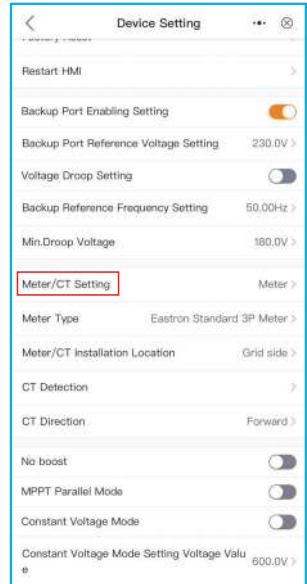 Device Setting
Restart HMI
Backup Port Enabling Setting
Backup Port Reference Voltage Setting 230.0V >
Voltage Droop Setting
Backup Reference Frequency Setting 50.00Hz >
Min.Droop Voltage 180.0V >
Meter/CT Setting Meter >
Meter Type Eastron Standard 3P Meter >
Meter/CT Installation Location Grid side >
CT Detection >
CT Direction Forward >
No boost
MPPT Parallel Mode
Constant Voltage Mode
Constant Voltage Mode Setting Voltage Valu 600.0V >
e